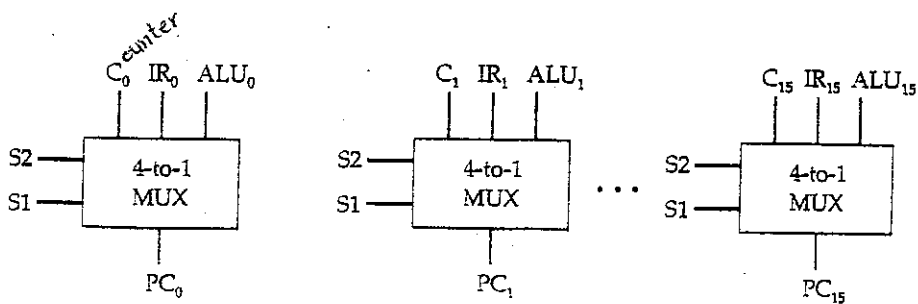 counter
C₀ IR₀ ALU₀ C₁ IR₁ ALU₁ C₁₅ IR₁₅ ALU₁₅
S2 4-to-1 S2 4-to-1 S2 4-to-1
S1 MUX S1 MUX ... S1 MUX
PC₀ PC₁ PC₁₅